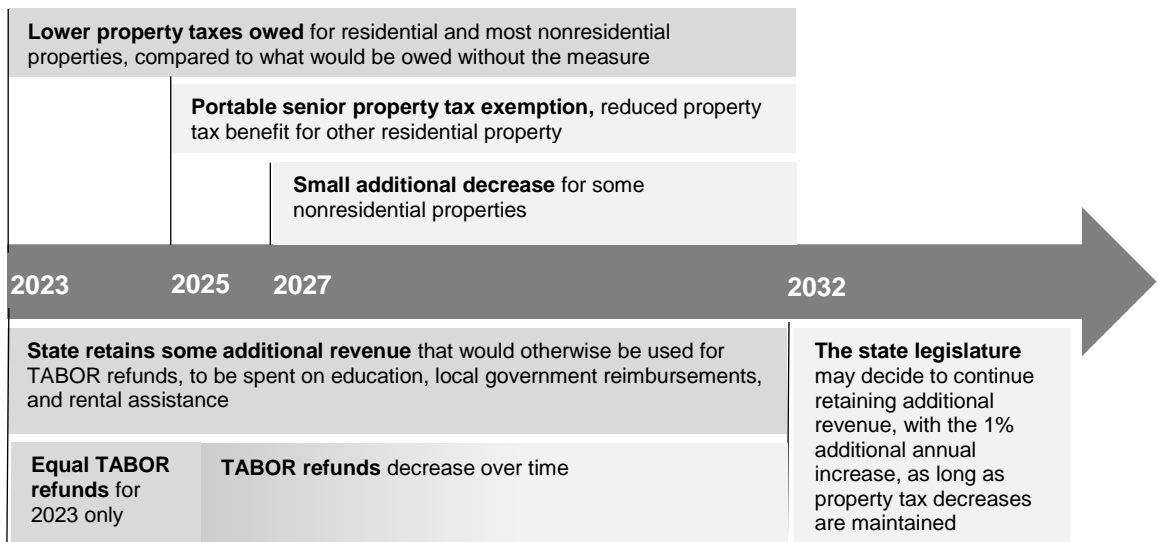 Lower property taxes owed for residential and most nonresidential
properties, compared to what would be owed without the measure
Portable senior property tax exemption, reduced property
tax benefit for other residential property
Small additional decrease for some
nonresidential properties
2023
2025
2027
2032
State retains some additional revenue that would otherwise be used for
TABOR refunds, to be spent on education, local government reimbursements,
and rental assistance
Equal TABOR
refunds for
2023 only
TABOR refunds decrease over time
The state legislature
may decide to continue
retaining additional
revenue, with the 1%
additional annual
increase, as long as
property tax decreases
are maintained